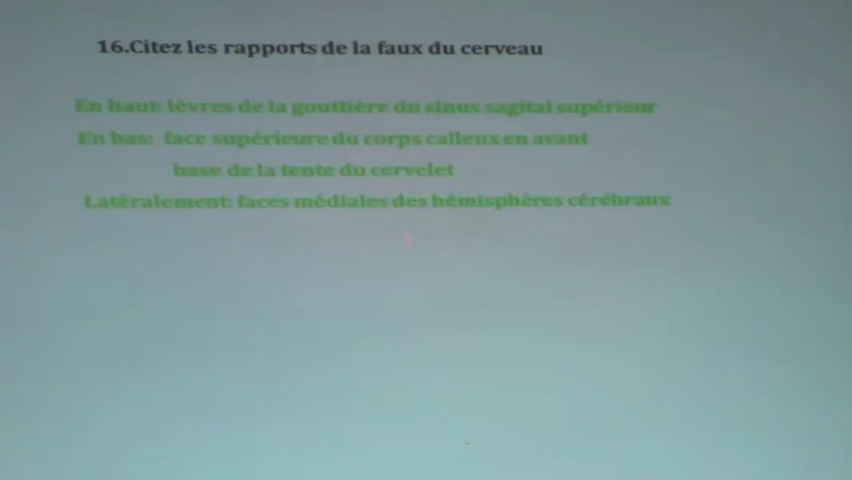 16.Citez les rapports de la faux du cerveau
En haut: lèvres de la gouttière du sinus sagital supérieur
En bas: face supérieure du corps calleux en avant
base de la tente du cervelet
Latéralement: faces médiales des hémisphères cérébraux